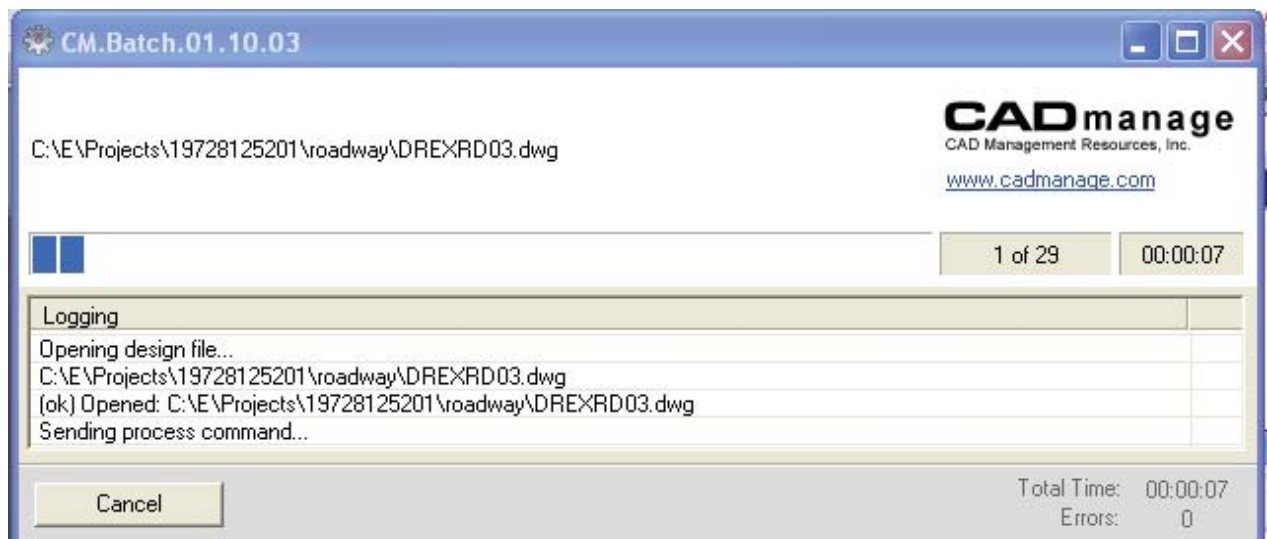 CM.Batch.01.10.03
CADmanage
CAD Management Resources, Inc.
C:\E\Projects\19728125201\roadway\DREXRD03.dwg
www.cadmanage.com
1 of 29 00:00:07
Logging
Opening design file...
C:\E\Projects\19728125201\roadway\DREXRD03.dwg
(ok) Opened: C:\E\Projects\19728125201\roadway\DREXRD03.dwg
Sending process command...
Cancel
Total Time: 00:00:07
Errors: 0